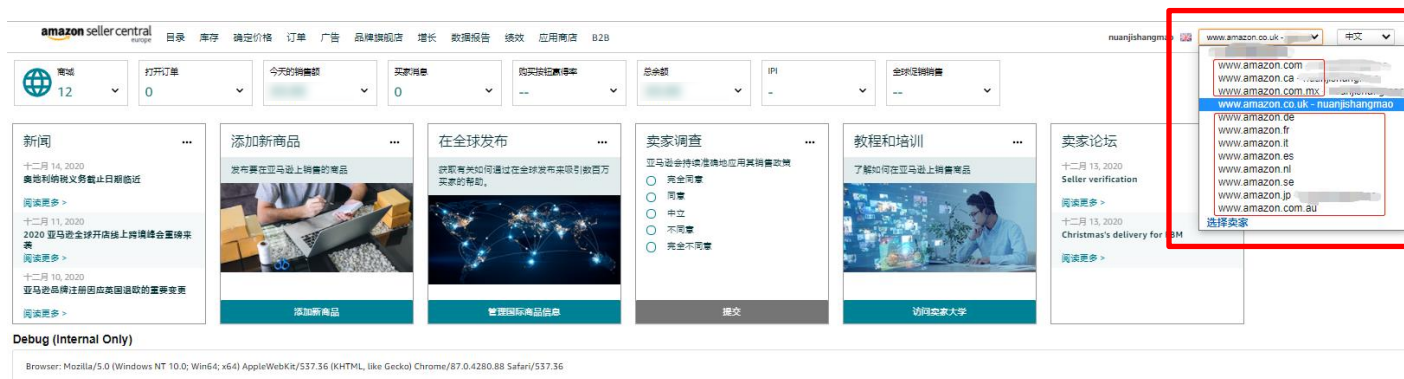 amazon seller central
europe
目录 库存 确定价格 订单 广告 品牌旗舰店 增长 数据报告 绩效 应用商店 B2B
nuanjishangmao www.amazon.co.uk - 中文
商城
12
打开订单
0
今天的销售额
买家消息
0
购买按钮赢得率
--
总余额
IPI
-
全球促销销售
--
www.amazon.com
www.amazon.ca -
www.amazon.com.mx
www.amazon.co.uk - nuanjishangmao
www.amazon.de
www.amazon.fr
www.amazon.it
www.amazon.es
www.amazon.nl
www.amazon.se
www.amazon.jp
www.amazon.com.au
选择卖家
新闻 ...
十二月 14, 2020
奥地利纳税义务截止日期临近
阅读更多 >
十二月 11, 2020
2020 亚马逊全球开店线上跨境峰会重磅来
袭
阅读更多 >
十二月 10, 2020
亚马逊品牌注册因应英国退欧的重要变更
阅读更多 >
添加新商品 ...
发布要在亚马逊上销售的商品
添加新商品
在全球发布 ...
获取有关如何通过在全球发布来吸引数百万
买家的帮助。
管理国际商品信息
卖家调查 ...
亚马逊会持续准确地应用其销售政策
完全同意
同意
中立
不同意
完全不同意
提交
教程和培训 ...
了解如何在亚马逊上销售商品
访问卖家大学
卖家论坛
十二月 13, 2020
Seller verification
阅读更多 >
十二月 13, 2020
Christmas's delivery for FBM
阅读更多 >
Debug (Internal Only)
Browser: Mozilla/5.0 (Windows NT 10.0; Win64; x64) AppleWebKit/537.36 (KHTML, like Gecko) Chrome/87.0.4280.88 Safari/537.36